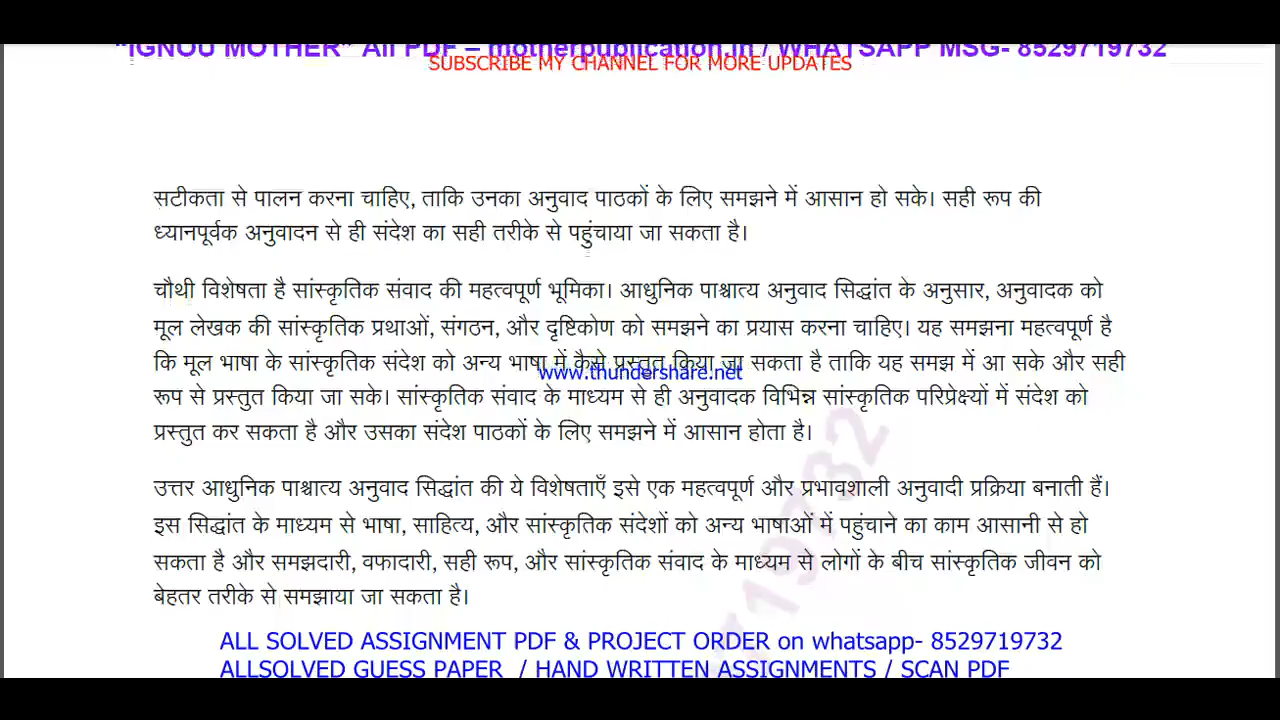 "IGNOU MOTHER" All PDF – motherpublication.in / WHATSAPP MSG- 8529719732
SUBSCRIBE MY CHANNEL FOR MORE UPDATES
सटीकता से पालन करना चाहिए, ताकि उनका अनुवाद पाठकों के लिए समझने में आसान हो सके। सही रूप की
ध्यानपूर्वक अनुवादन से ही संदेश का सही तरीके से पहुंचाया जा सकता है।
चौथी विशेषता है सांस्कृतिक संवाद की महत्वपूर्ण भूमिका। आधुनिक पाश्चात्य अनुवाद सिद्धांत के अनुसार, अनुवादक को
मूल लेखक की सांस्कृतिक प्रथाओं, संगठन, और दृष्टिकोण को समझने का प्रयास करना चाहिए। यह समझना महत्वपूर्ण है
कि मूल भाषा के सांस्कृतिक संदेश को अन्य भाषा में कैसे प्रस्तुत किया जा सकता है ताकि यह समझ में आ सके और सही
www.thundershare.net
रूप से प्रस्तुत किया जा सके। सांस्कृतिक संवाद के माध्यम से ही अनुवादक विभिन्न सांस्कृतिक परिप्रेक्ष्यों में संदेश को
प्रस्तुत कर सकता है और उसका संदेश पाठकों के लिए समझने में आसान होता है।
उत्तर आधुनिक पाश्चात्य अनुवाद सिद्धांत की ये विशेषताएँ इसे एक महत्वपूर्ण और प्रभावशाली अनुवादी प्रक्रिया बनाती हैं।
इस सिद्धांत के माध्यम से भाषा, साहित्य, और सांस्कृतिक संदेशों को अन्य भाषाओं में पहुंचाने का काम आसानी से हो
सकता है और समझदारी, वफादारी, सही रूप, और सांस्कृतिक संवाद के माध्यम से लोगों के बीच सांस्कृतिक जीवन को
बेहतर तरीके से समझाया जा सकता है।
719732
ALL SOLVED ASSIGNMENT PDF & PROJECT ORDER on whatsapp- 8529719732
ALLSOLVED GUESS PAPER / HAND WRITTEN ASSIGNMENTS / SCAN PDF